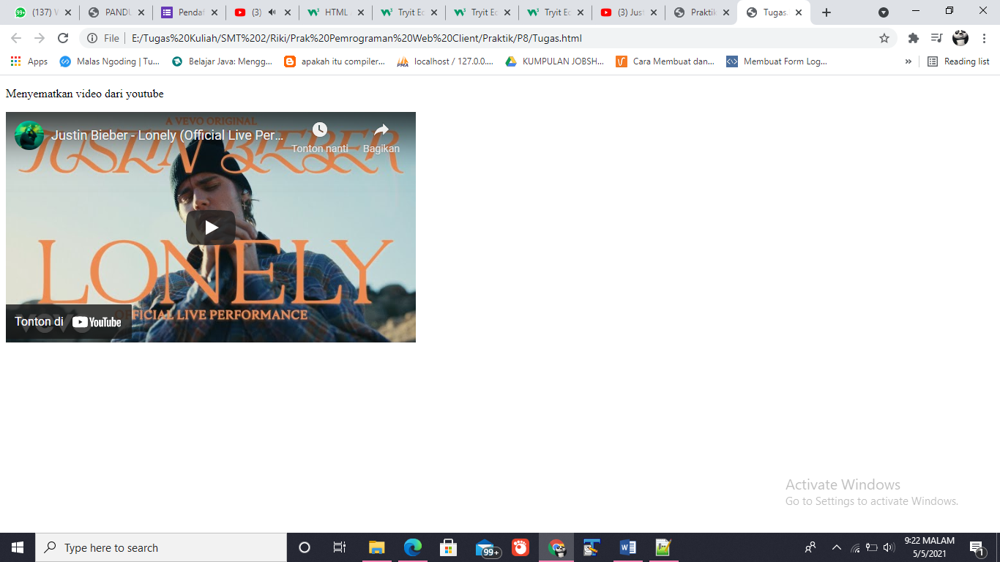 (137) W
PANDU
Pendaf
(3)
HTML
Tryit Ec
Tryit Ec
Tryit Ec
(3) Jus
Praktik
Tugas.
File
E:/Tugas%20Kuliah/SMT%202/Riki/Prak%20Pemrograman%20Web%20Client/Praktik/P8/Tugas.html
Apps
Malas Ngoding | Tu...
Belajar Java: Mengg...
apakah itu compiler...
localhost / 127.0.0....
KUMPULAN JOBSH...
Cara Membuat dan...
Membuat Form Log...
»
Reading list
Menyematkan video dari youtube
A VEVO ORIGINAL
JUSTIN BIEBER
Justin Bieber - Lonely (Official Live Per...
Tonton nanti
Bagikan
LONELY
OFFICIAL LIVE PERFORMANCE
vevo
Tonton di YouTube
Activate Windows
Go to Settings to activate Windows.
Type here to search
99+
9:22 MALAM
5/5/2021
1